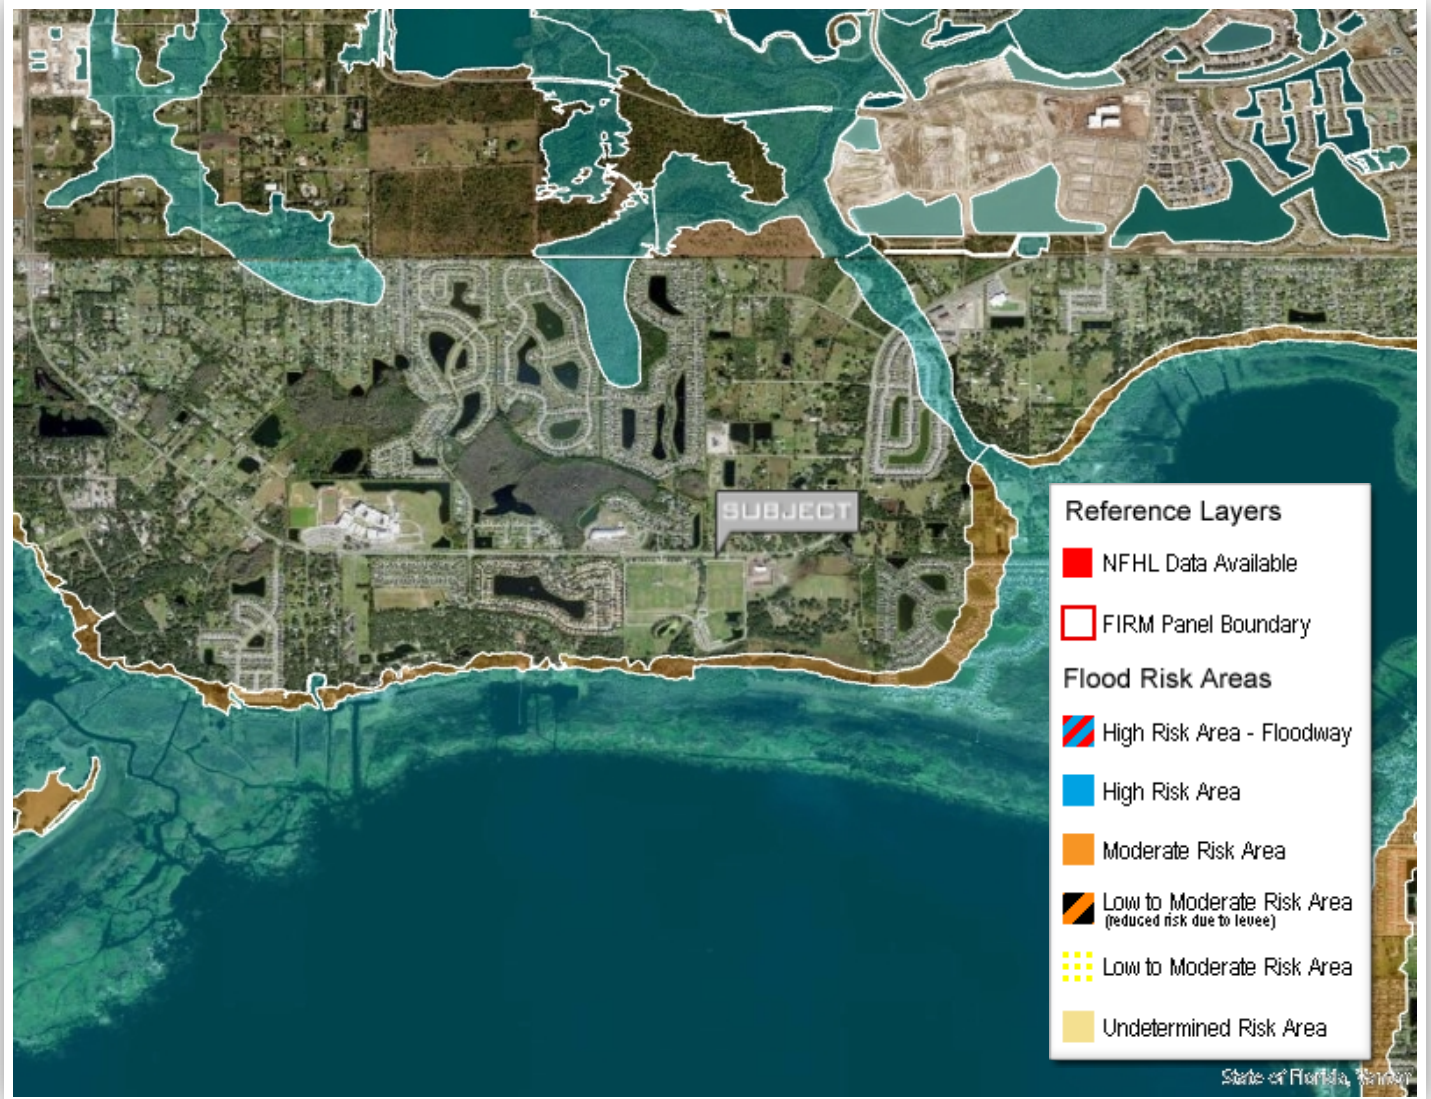 SUBJECT
Reference Layers
NFHL Data Available
FIRM Panel Boundary
Flood Risk Areas
High Risk Area - Floodway
High Risk Area
Moderate Risk Area
Low to Moderate Risk Area
(reduced risk due to levee)
Low to Moderate Risk Area
Undetermined Risk Area
State of Florida,